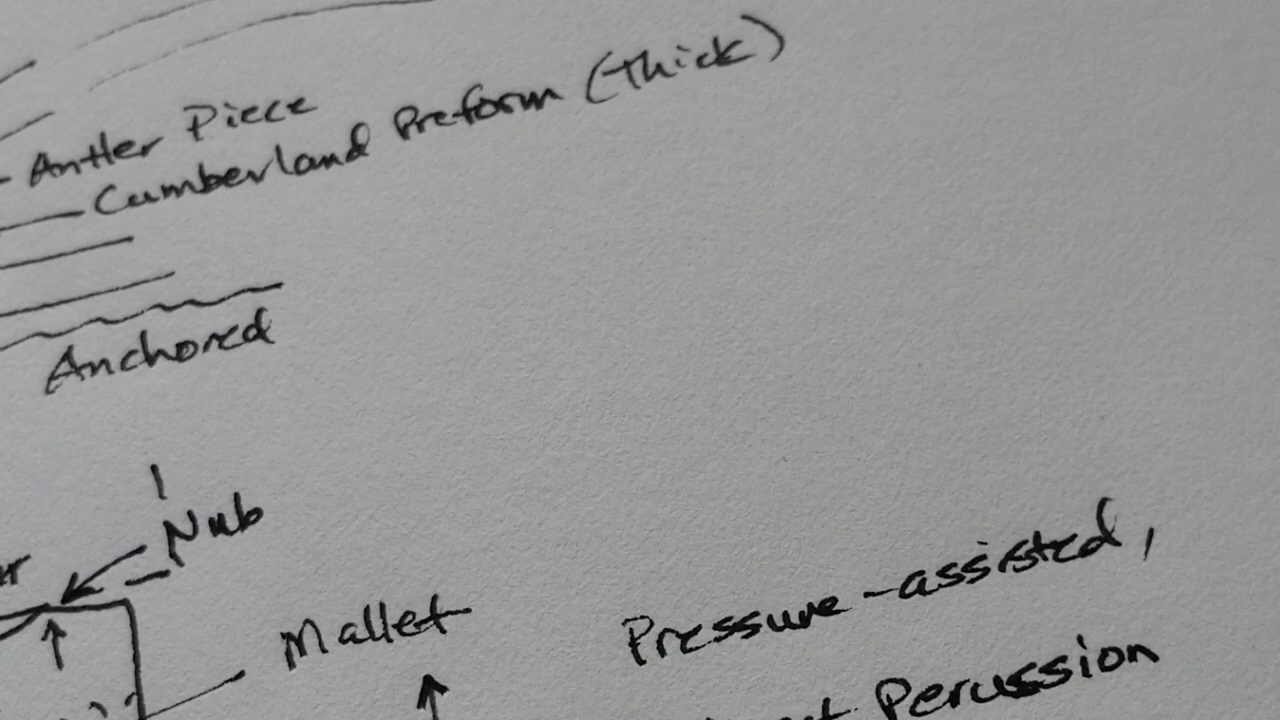 Antler Piece
Cumberland Preform (thick)
Anchored
Nub
Mallet
Pressure-assisted,
Perussion